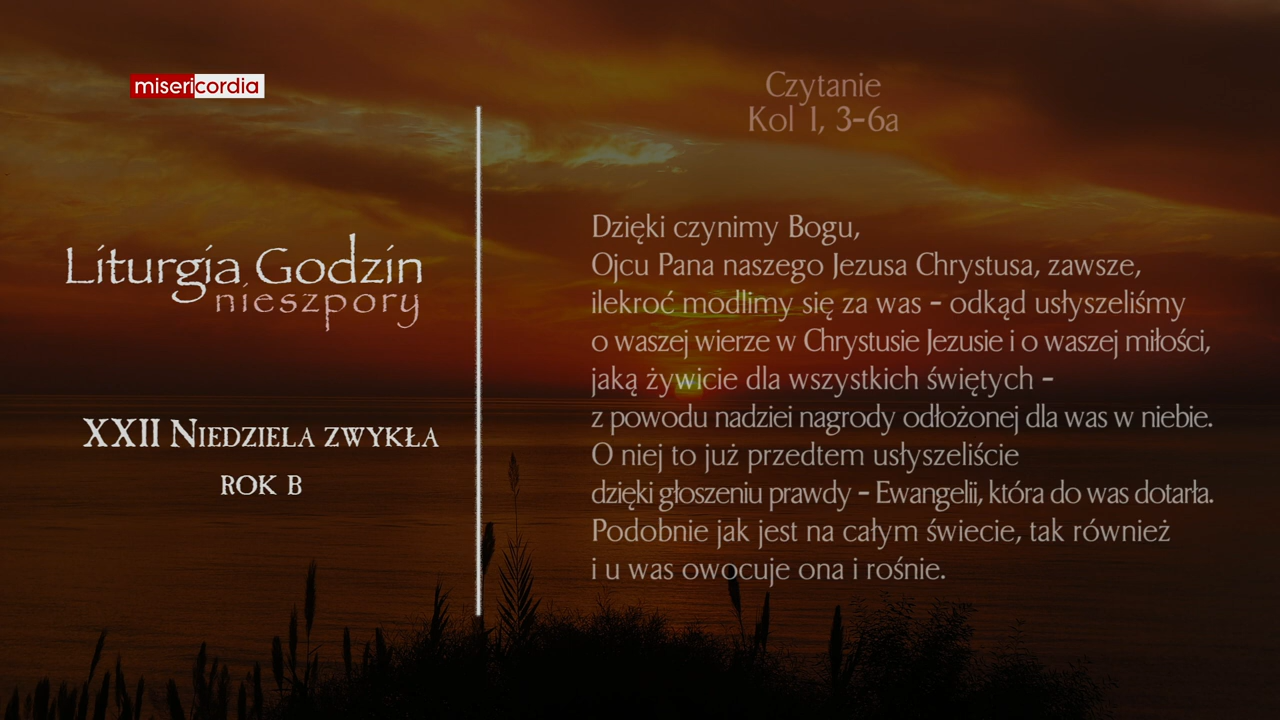 misericordia
Liturgia Godzin
nieszpory
XXII Niedziela zwykła
rok B
Czytanie
Kol 1, 3-6a
Dzięki czynimy Bogu,
Ojcu Pana naszego Jezusa Chrystusa, zawsze,
ilekroć modlimy się za was - odkąd usłyszeliśmy
o waszej wierze w Chrystusie Jezusie i o waszej miłości,
jaką żywicie dla wszystkich świętych -
z powodu nadziei nagrody odłożonej dla was w niebie.
O niej to już przedtem usłyszeliście
dzięki głoszeniu prawdy - Ewangelii, która do was dotarła.
Podobnie jak jest na całym świecie, tak również
i u was owocuje ona i rośnie.